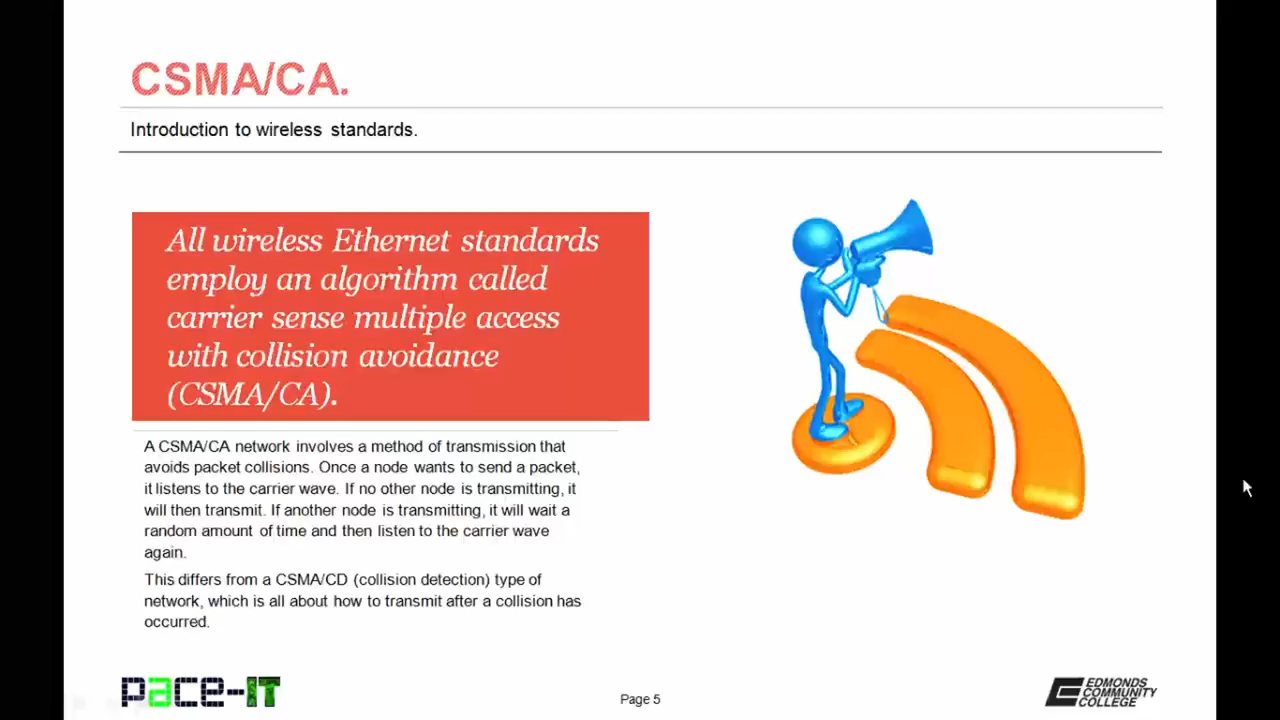 CSMA/CA.
Introduction to wireless standards.
All wireless Ethernet standards
employ an algorithm called
carrier sense multiple access
with collision avoidance
(CSMA/CA).
A CSMA/CA network involves a method of transmission that
avoids packet collisions. Once a node wants to send a packet,
it listens to the carrier wave. If no other node is transmitting, it
will then transmit. If another node is transmitting, it will wait a
random amount of time and then listen to the carrier wave
again.
This differs from a CSMA/CD (collision detection) type of
network, which is all about how to transmit after a collision has
occurred.
pace-IT
Page 5
EDMONDS
COMMUNITY
COLLEGE